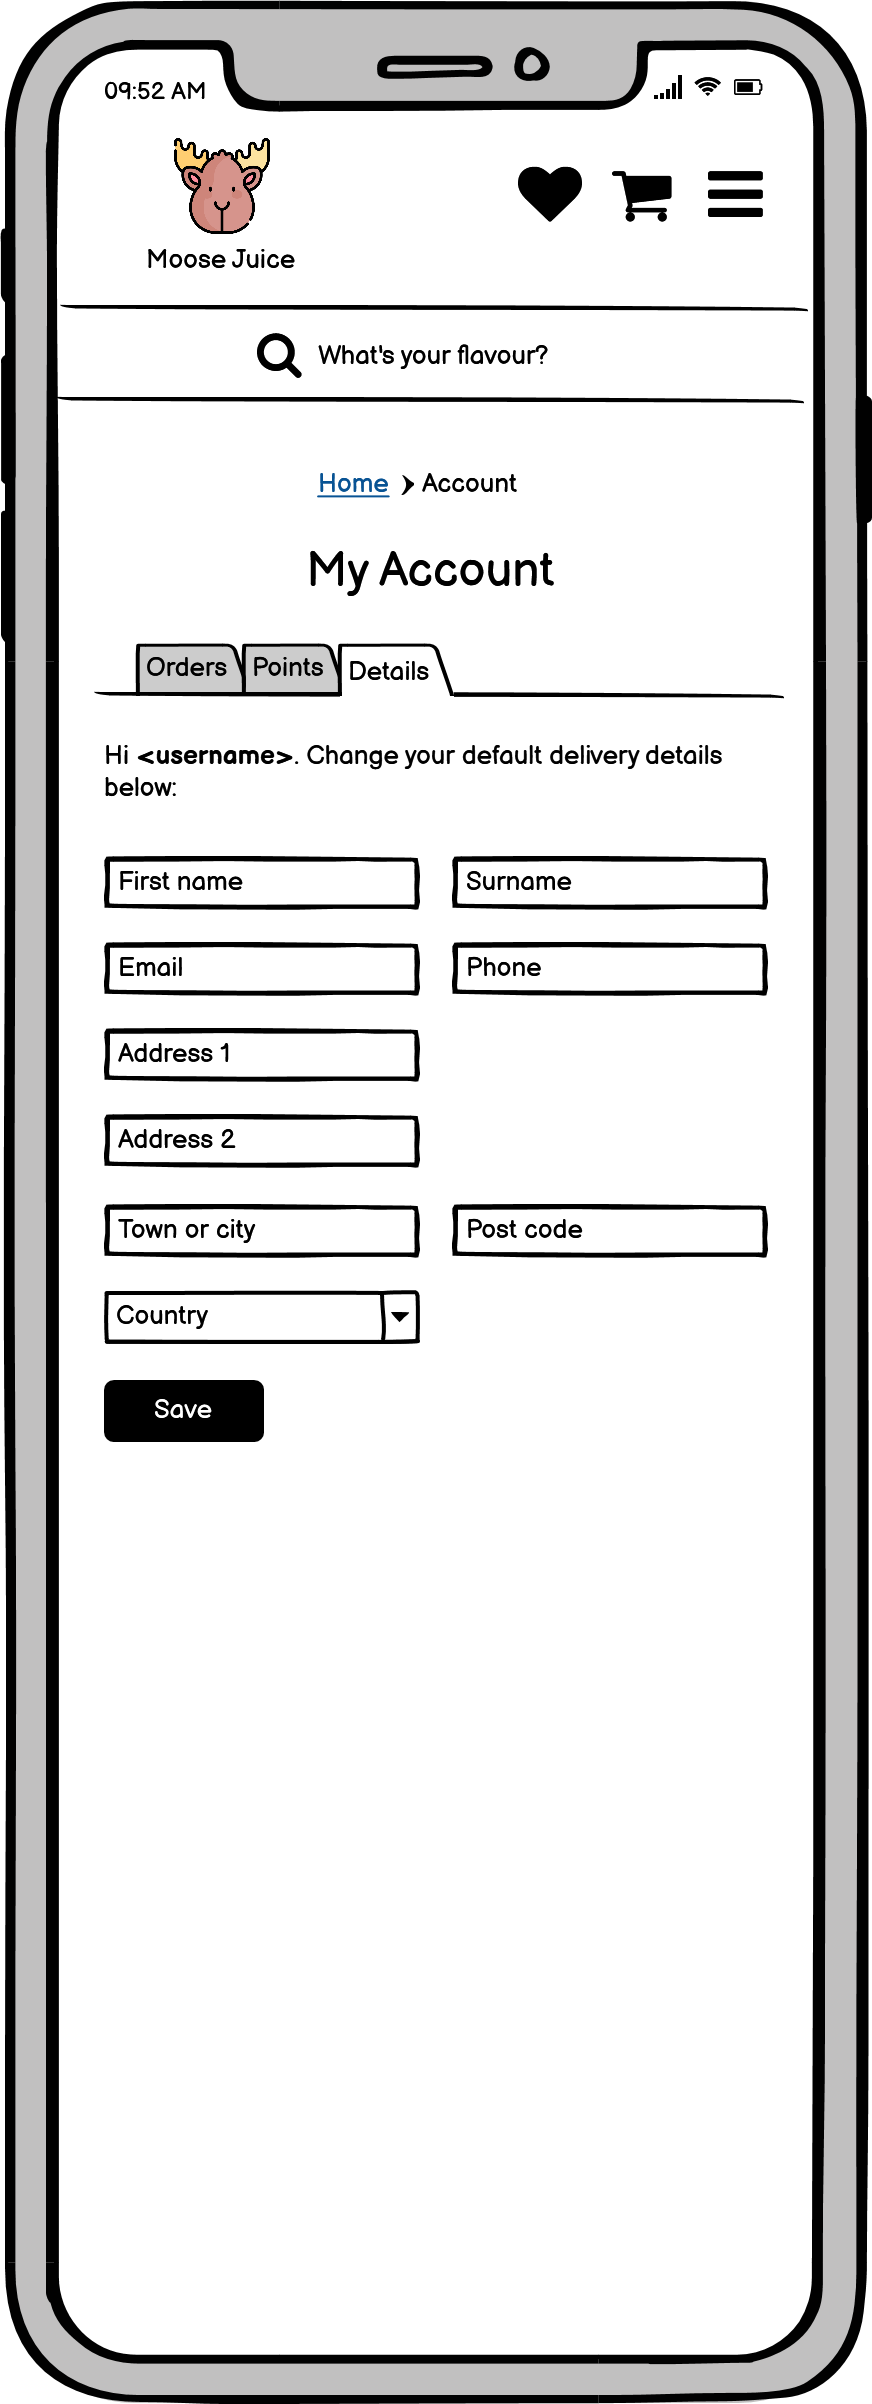 09:52 AM
Moose Juice
What's your flavour?
Home Account
My Account
Orders Points Details
Hi <username>. Change your default delivery details
below:
First name Surname
Email Phone
Address 1
Address 2
Town or city Post code
Country
Save